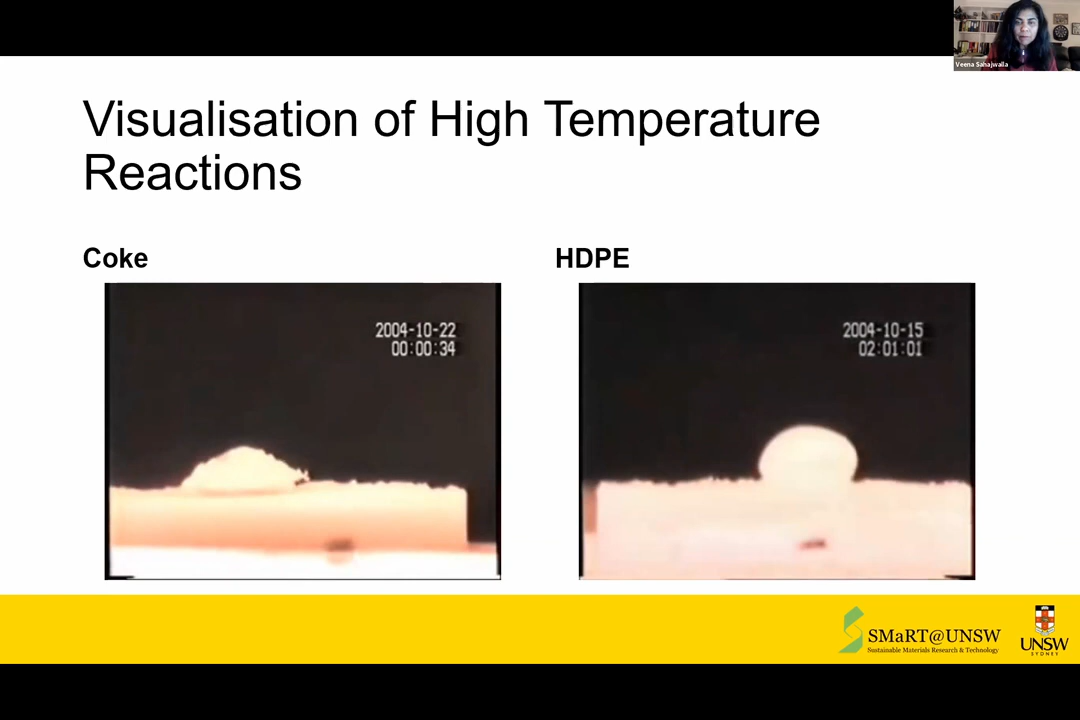 Veena Sahajwalla
Visualisation of High Temperature
Reactions
Coke
HDPE
2004-10-22
00:00:34
2004-10-15
02:01:01
SMaRT@UNSW
Sustainable Materials Research & Technology
UNSW
SYDNEY